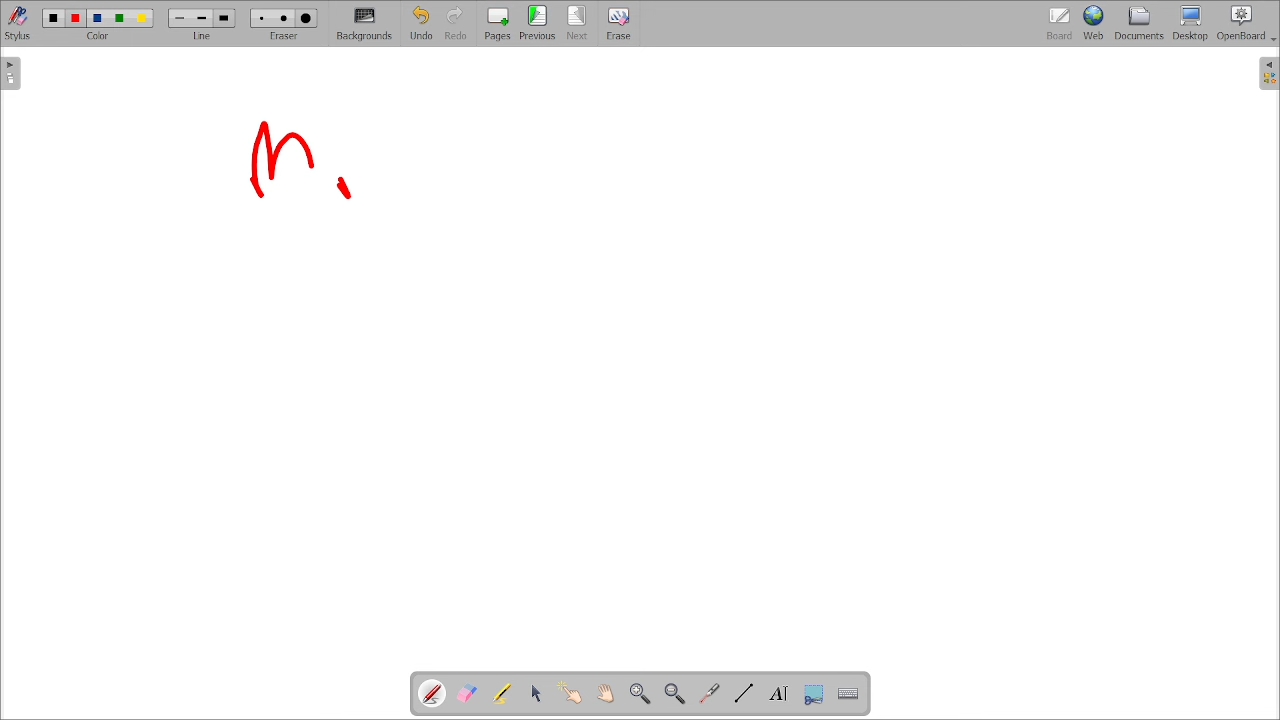 Stylus
Color
Line
Eraser
Backgrounds
Undo
Redo
Pages
Previous
Next
Erase
Board
Web
Documents
Desktop
OpenBoard
n.